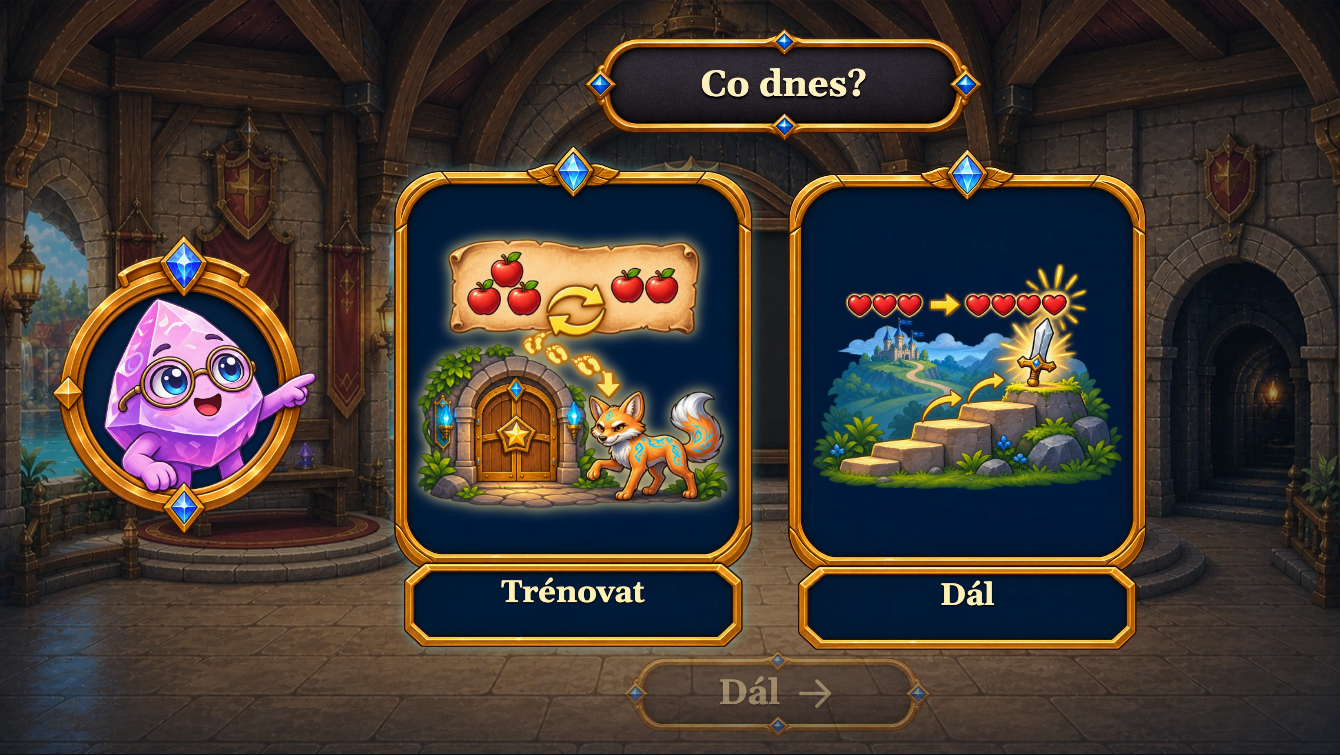 Co dnes?
Trénovat
Dál
Dál →